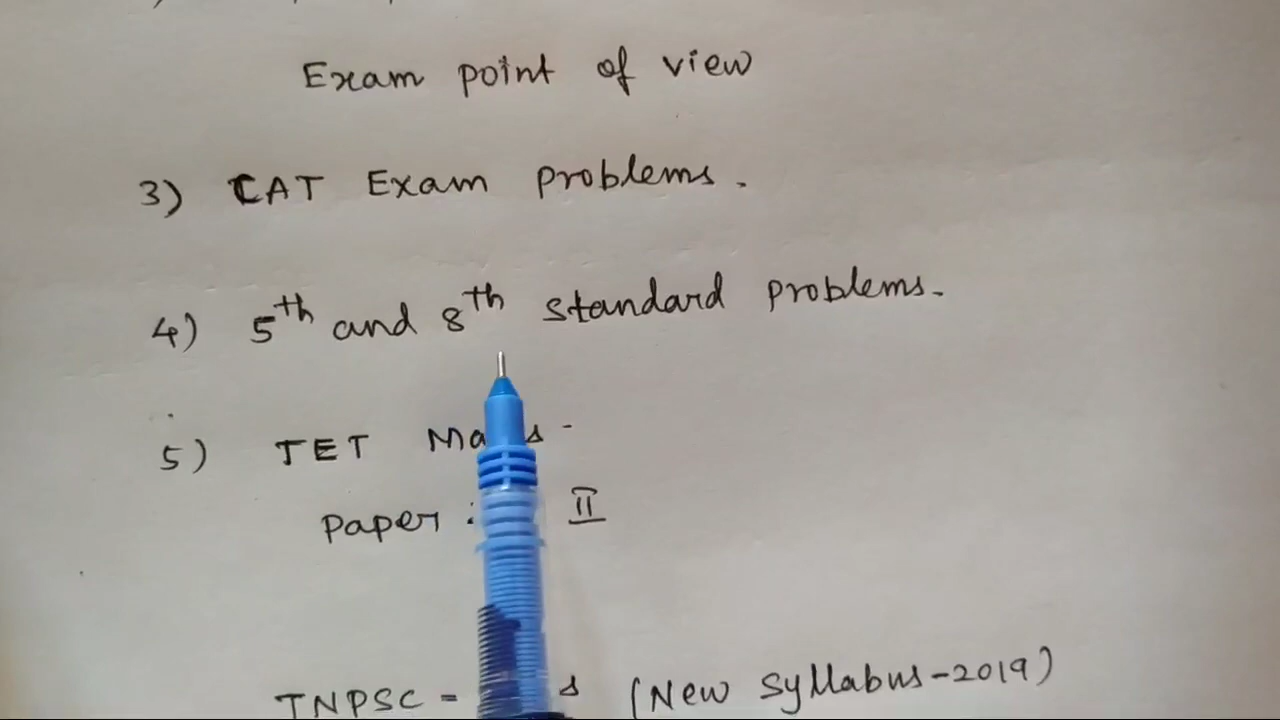 Exam point of view
3) CAT Exam problems.
4) 5th and 8th standard problems.
5) TET
Paper : II
TNPSC - (New Syllabus-2019)